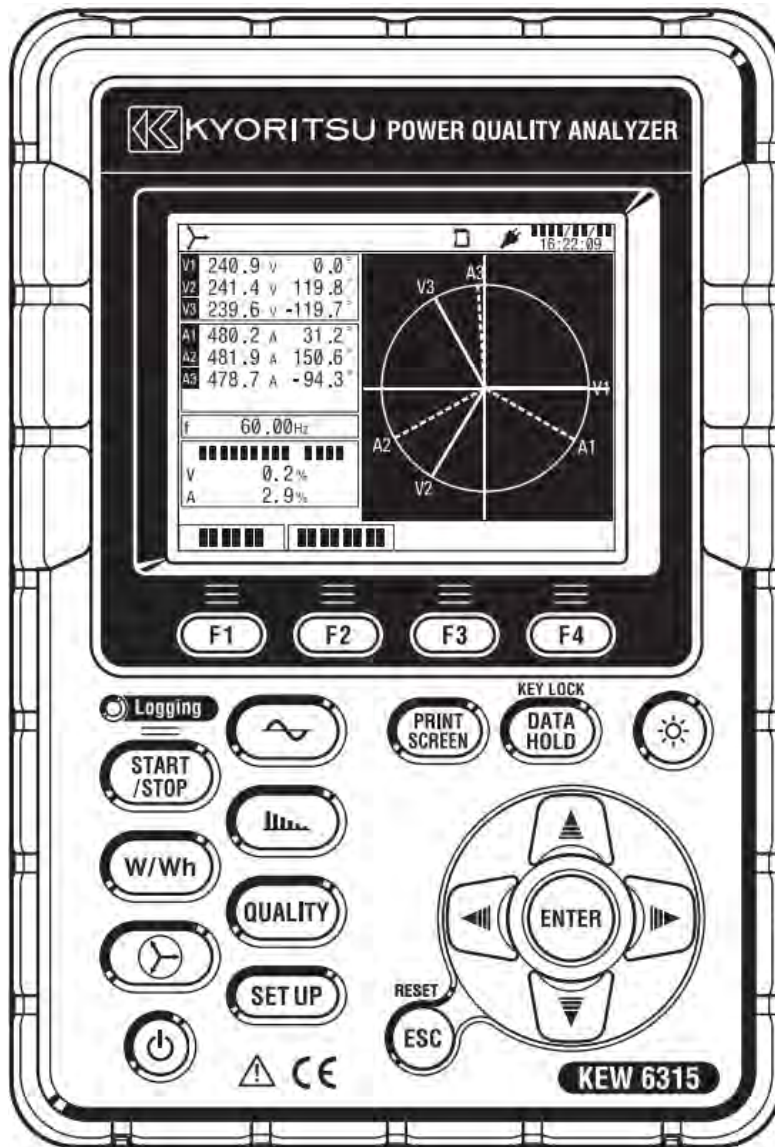 KYORITSU POWER QUALITY ANALYZER
16:22:09
V1 240.9 V 0.0°
V2 241.4 V 119.8°
V3 239.6 V -119.7°
A1 480.2 A 31.2°
A2 481.9 A 150.6°
A3 478.7 A -94.3°
f 60.00Hz
V 0.2%
A 2.9%
A3
V3
V1
A2
A1
V2
F1 F2 F3 F4
Logging
KEY LOCK
PRINT SCREEN
DATA HOLD
START /STOP
W/Wh
QUALITY
ENTER
SET UP
RESET
ESC
CE
KEW 6315